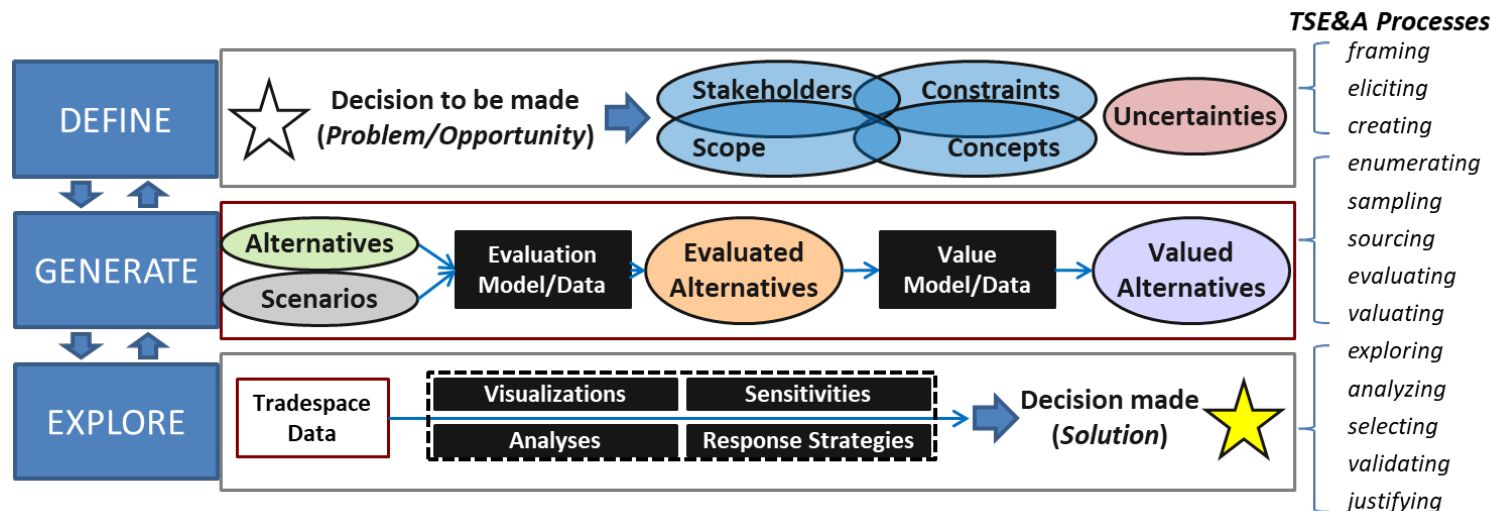 TSE&A Processes
DEFINE
Decision to be made
(Problem/Opportunity)
Stakeholders
Constraints
Scope
Concepts
Uncertainties
framing
eliciting
creating
GENERATE
Alternatives
Scenarios
Evaluation
Model/Data
Evaluated
Alternatives
Value
Model/Data
Valued
Alternatives
enumerating
sampling
sourcing
evaluating
valuating
EXPLORE
Tradespace
Data
Visualizations
Sensitivities
Analyses
Response Strategies
Decision made
(Solution)
exploring
analyzing
selecting
validating
justifying